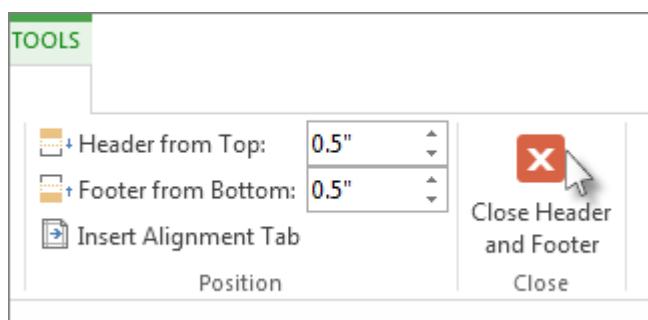 TOOLS
Header from Top: 0.5"
Footer from Bottom: 0.5"
Insert Alignment Tab
Position
Close Header
and Footer
Close